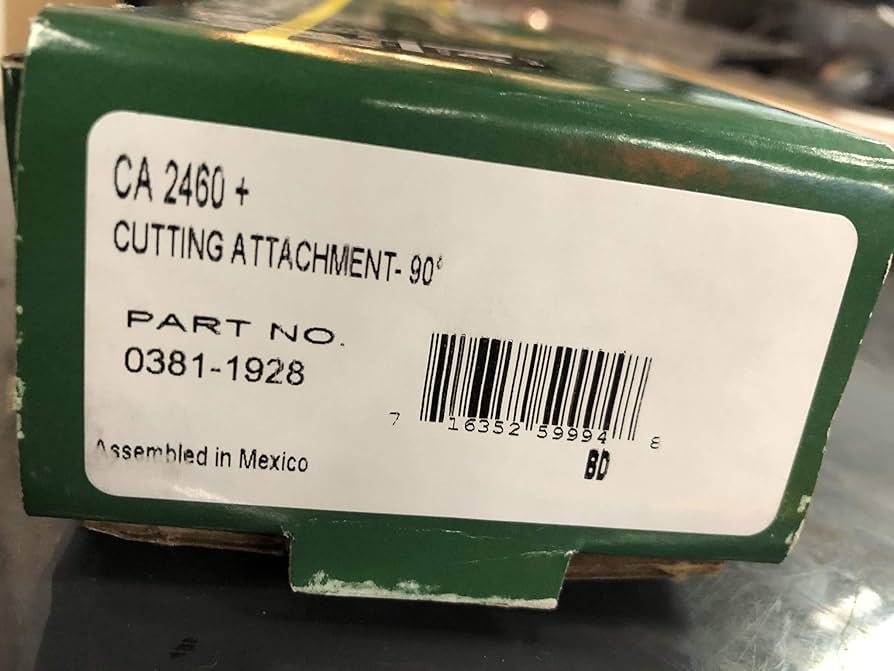 CA 2460 +
CUTTING ATTACHMENT- 90°
PART NO.
0381-1928
7 16352 59994 8
BD
Assembled in Mexico